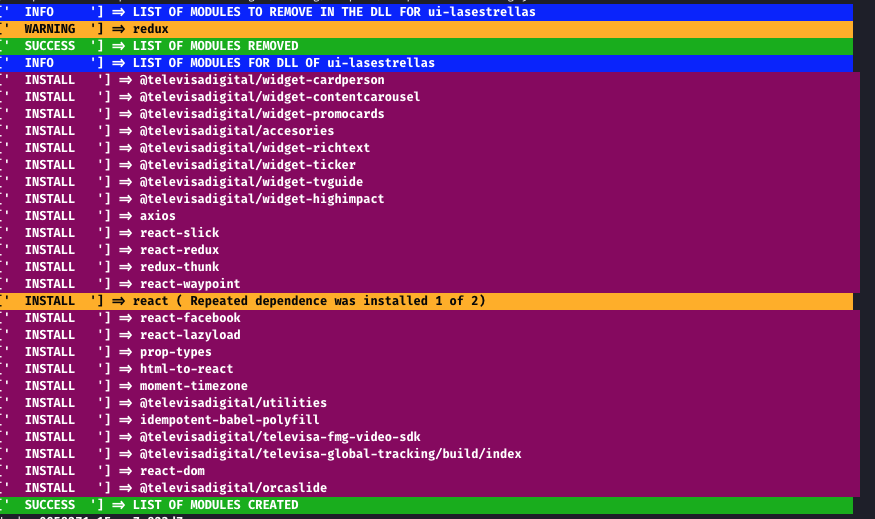 [' INFO '] => LIST OF MODULES TO REMOVE IN THE DLL FOR ui-lasestrellas
[' WARNING '] => redux
[' SUCCESS '] => LIST OF MODULES REMOVED
[' INFO '] => LIST OF MODULES FOR DLL OF ui-lasestrellas
[' INSTALL '] => @televisadigital/widget-cardperson
[' INSTALL '] => @televisadigital/widget-contentcarousel
[' INSTALL '] => @televisadigital/widget-promocards
[' INSTALL '] => @televisadigital/accesories
[' INSTALL '] => @televisadigital/widget-richtext
[' INSTALL '] => @televisadigital/widget-ticker
[' INSTALL '] => @televisadigital/widget-tvguide
[' INSTALL '] => @televisadigital/widget-highimpact
[' INSTALL '] => axios
[' INSTALL '] => react-slick
[' INSTALL '] => react-redux
[' INSTALL '] => redux-thunk
[' INSTALL '] => react-waypoint
[' INSTALL '] => react ( Repeated dependence was installed 1 of 2)
[' INSTALL '] => react-facebook
[' INSTALL '] => react-lazyload
[' INSTALL '] => prop-types
[' INSTALL '] => html-to-react
[' INSTALL '] => moment-timezone
[' INSTALL '] => @televisadigital/utilities
[' INSTALL '] => idempotent-babel-polyfill
[' INSTALL '] => @televisadigital/televisa-fmg-video-sdk
[' INSTALL '] => @televisadigital/televisa-global-tracking/build/index
[' INSTALL '] => react-dom
[' INSTALL '] => @televisadigital/orcaslide
[' SUCCESS '] => LIST OF MODULES CREATED